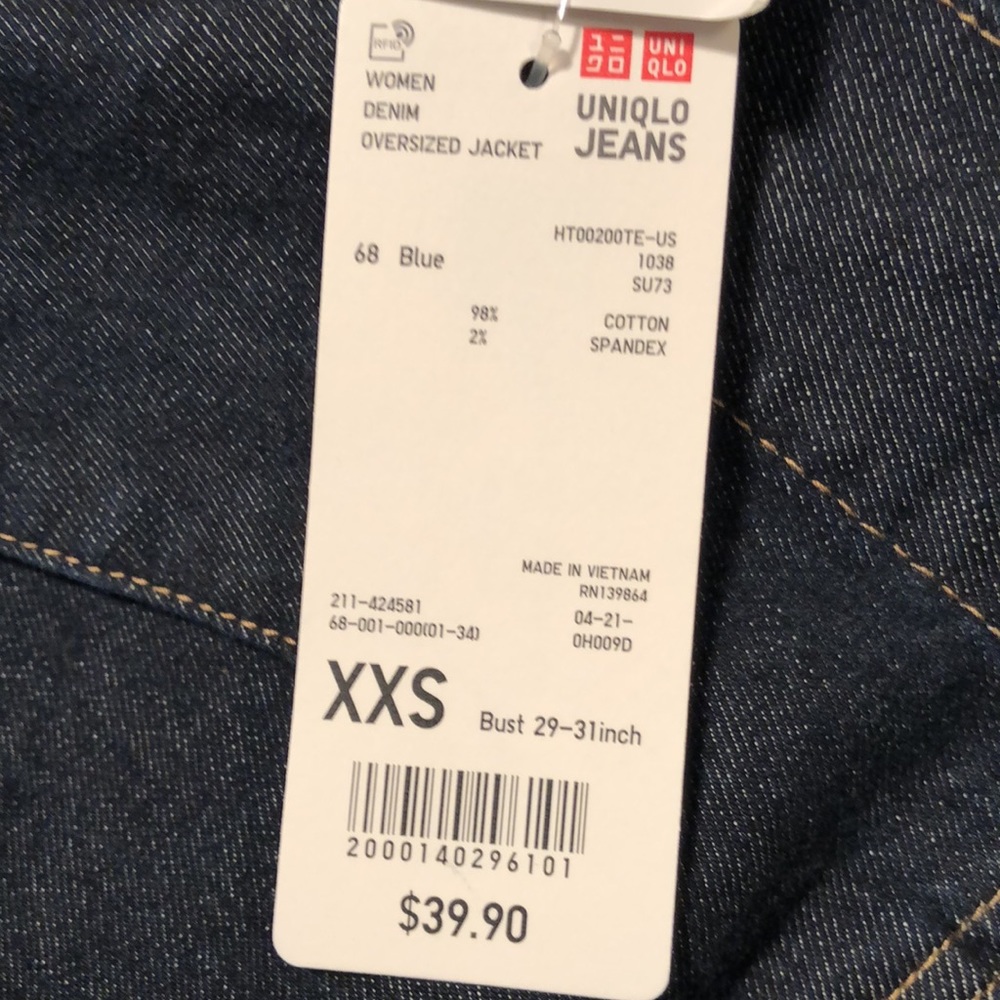 RFID
ユニ
クロ
UNI
QLO
WOMEN
DENIM
OVERSIZED JACKET
UNIQLO
JEANS
HT00200TE-US
68 Blue
1038
SU73
98% COTTON
2% SPANDEX
MADE IN VIETNAM
RN139864
211-424581
04-21-
68-001-000(01-34)
0H009D
XXS Bust 29-31inch
2000140296101
$39.90